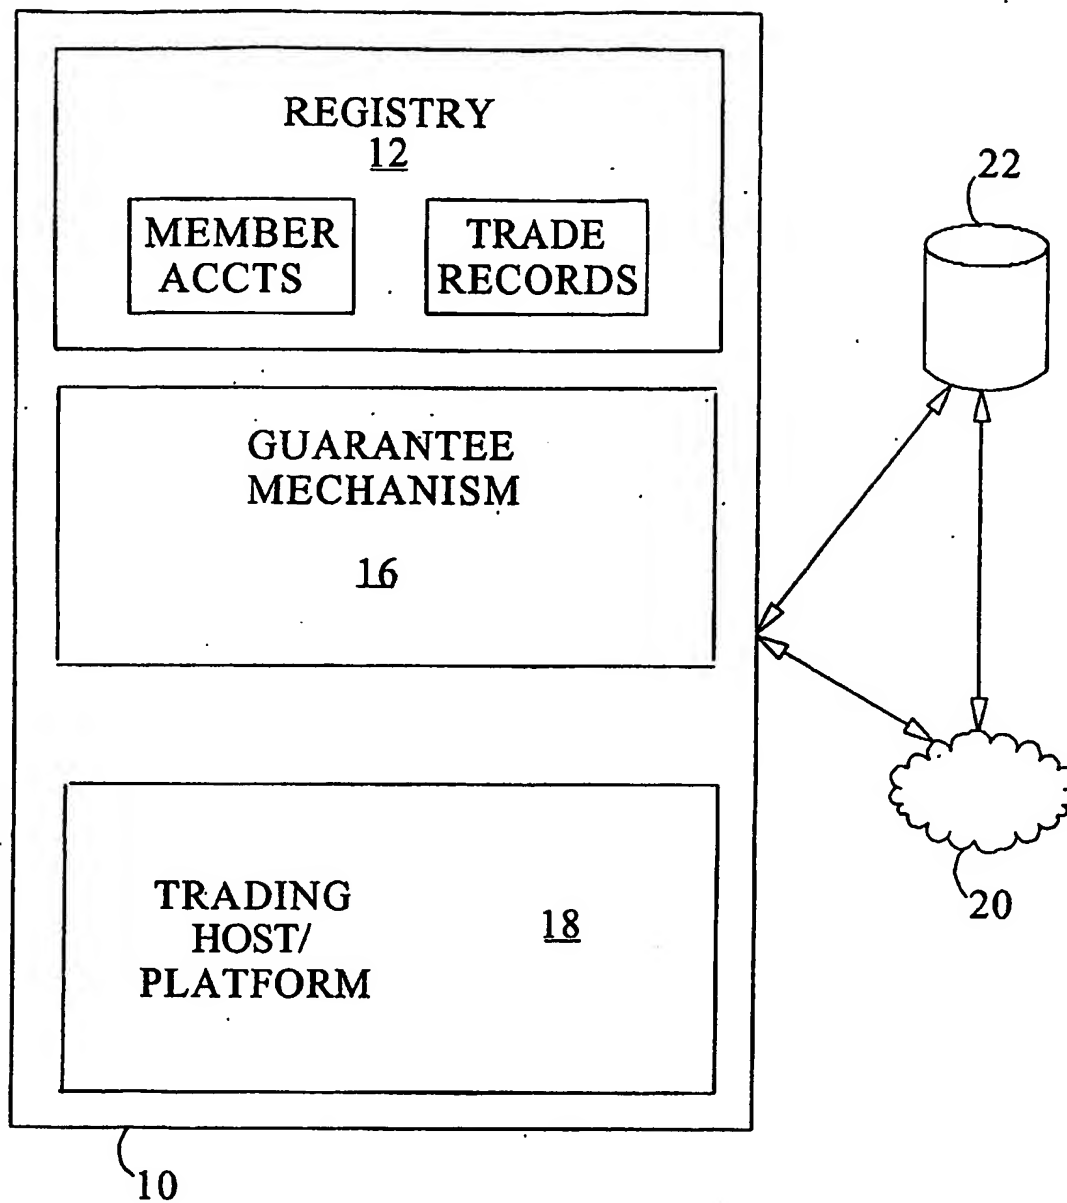 REGISTRY
12
MEMBER
ACCTS
TRADE
RECORDS
22
GUARANTEE
MECHANISM
16
TRADING
HOST/
PLATFORM
18
20
10